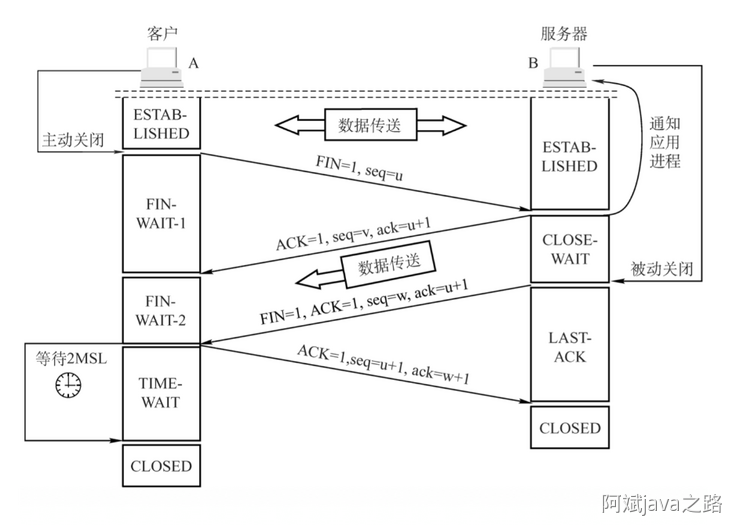 客户
服务器
A
B
ESTAB-
LISHED
数据传送
通知
应用
进程
主动关闭
ESTAB-
LISHED
FIN=1, seq=u
FIN-
WAIT-1
ACK=1, seq=v, ack=u+1
CLOSE-
WAIT
数据传送
被动关闭
FIN-
WAIT-2
FIN=1, ACK=1, seq=w, ack=u+1
等待2MSL
LAST-
ACK
ACK=1,seq=u+1, ack=w+1
TIME-
WAIT
CLOSED
CLOSED
阿斌java之路